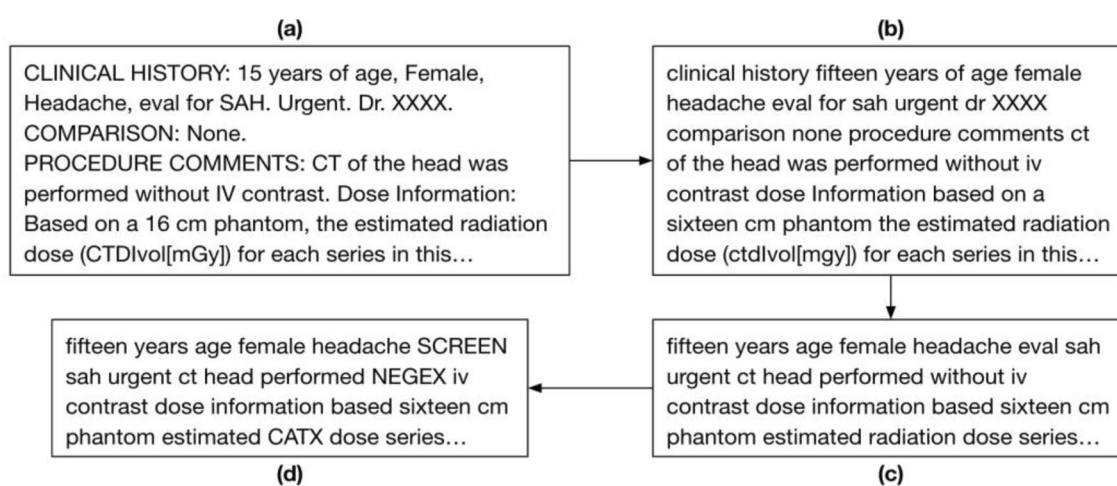 (a)
CLINICAL HISTORY: 15 years of age, Female,
Headache, eval for SAH. Urgent. Dr. XXXX.
COMPARISON: None.
PROCEDURE COMMENTS: CT of the head was
performed without IV contrast. Dose Information:
Based on a 16 cm phantom, the estimated radiation
dose (CTDIvol[mGy]) for each series in this...
(b)
clinical history fifteen years of age female
headache eval for sah urgent dr XXXX
comparison none procedure comments ct
of the head was performed without iv
contrast dose Information based on a
sixteen cm phantom the estimated radiation
dose (ctdIvol[mgy]) for each series in this...
fifteen years age female headache eval sah
urgent ct head performed without iv
contrast dose information based sixteen cm
phantom estimated radiation dose series...
(c)
fifteen years age female headache SCREEN
sah urgent ct head performed NEGEX iv
contrast dose information based sixteen cm
phantom estimated CATX dose series...
(d)